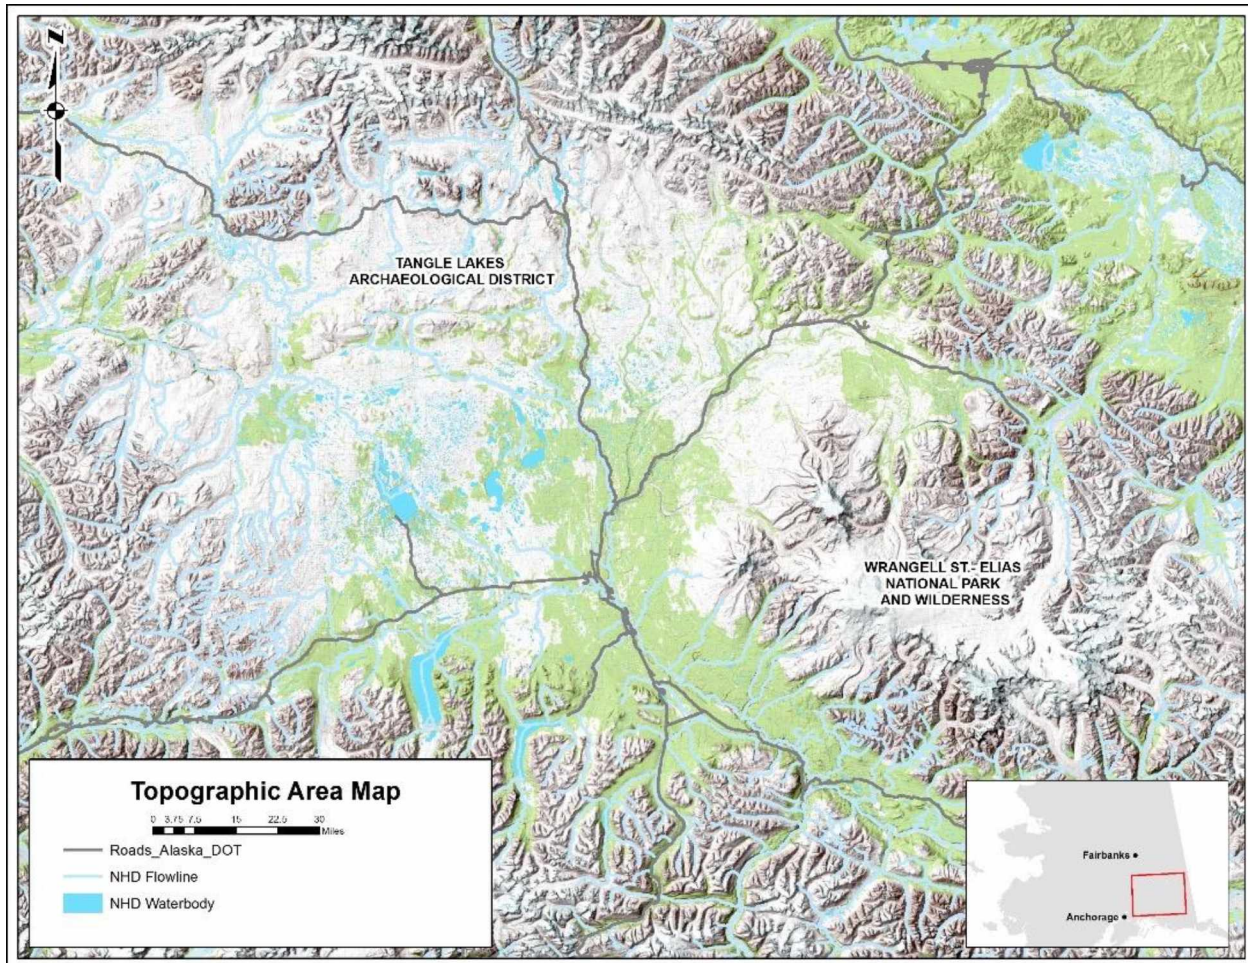 N
TANGLE LAKES
ARCHAEOLOGICAL DISTRICT
WRANGELL ST.- ELIAS
NATIONAL PARK
AND WILDERNESS
Topographic Area Map
0 3.75 7.5 15 22.5 30
Miles
Roads_Alaska_DOT
NHD Flowline
NHD Waterbody
Fairbanks
Anchorage